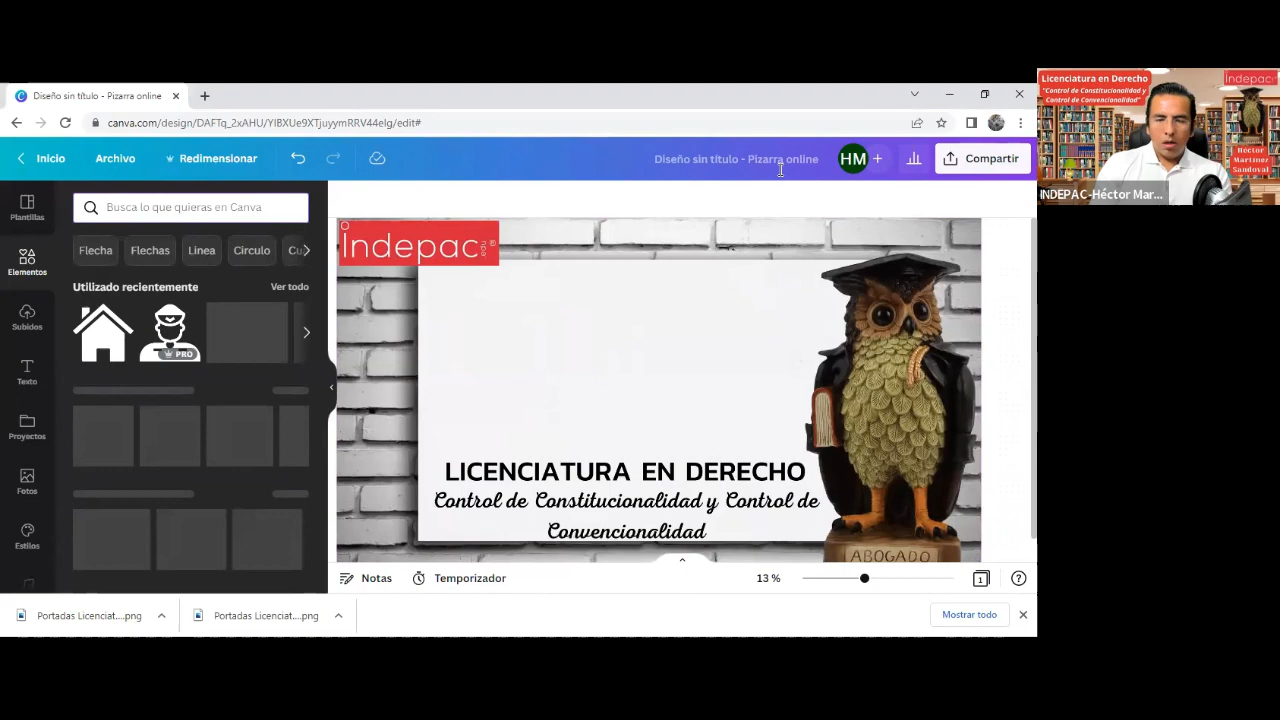 Diseño sin título - Pizarra online
canva.com/design/DAFTq_2xAHU/YIBXUe9XTjuyynRRV44eIg/edit#
Inicio
Archivo
Redimensionar
Diseño sin título - Pizarra online
HM
+
Compartir
Plantillas
Elementos
Subidos
Texto
Proyectos
Fotos
Estilos
Busca lo que quieras en Canva
Flecha
Flechas
Linea
Circulo
Cu
Utilizado recientemente
Ver todo
PRO
Indepac.edu®
LICENCIATURA EN DERECHO
Control de Constitucionalidad y Control de
Convencionalidad
ABOGADO
Notas
Temporizador
13 %
1
Portadas Licenciat....png
Portadas Licenciat....png
Mostrar todo
Licenciatura en Derecho
"Control de Constitucionalidad y
Control de Convencionalidad"
Indepac
Héctor
Martínez
Sandoval
INDEPAC-Héctor Mar...